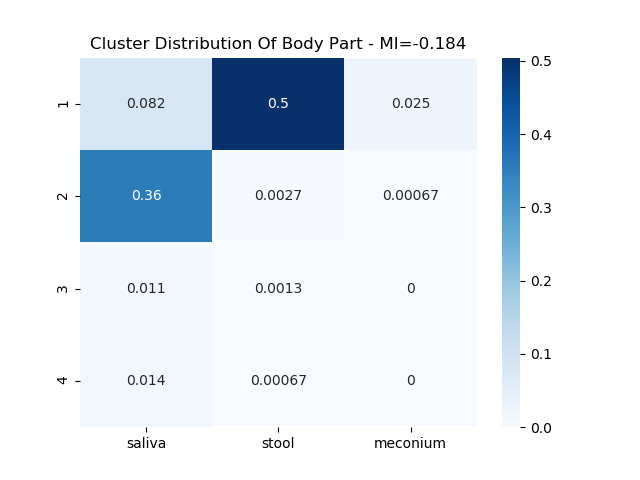 Cluster Distribution Of Body Part - MI=-0.184
1 0.082 0.5 0.025
2 0.36 0.0027 0.00067
3 0.011 0.0013 0
4 0.014 0.00067 0
saliva stool meconium
0.5
0.4
0.3
0.2
0.1
0.0